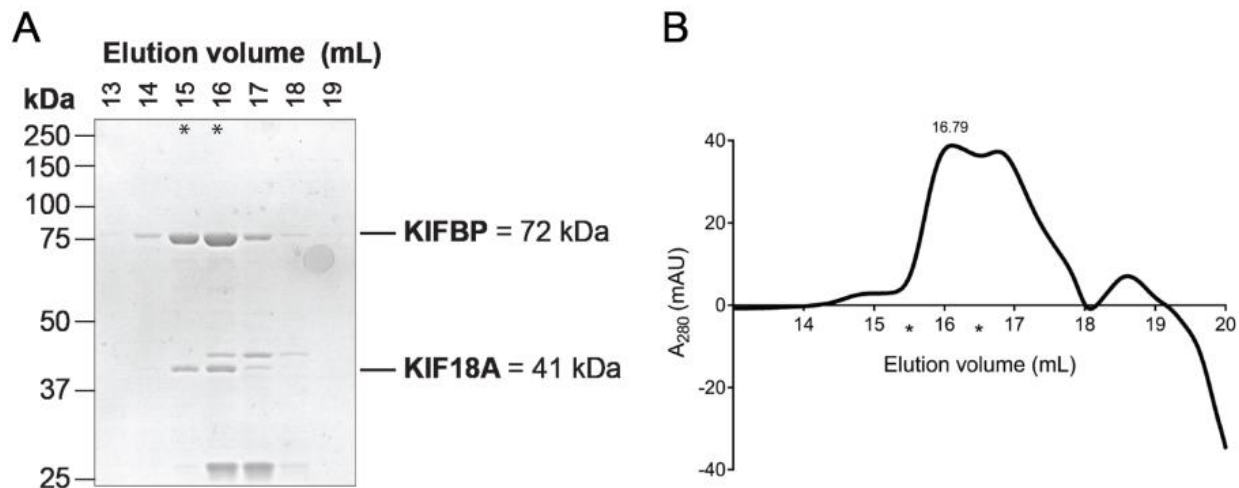 A
Elution volume (mL)
kDa
13 14 15 16 17 18 19
* *
250
150
100
75
50
37
25
KIFBP = 72 kDa
KIF18A = 41 kDa
B
16.79
40
20
0
-20
-40
A280 (mAU)
14 15 16 17 18 19 20
* *
Elution volume (mL)